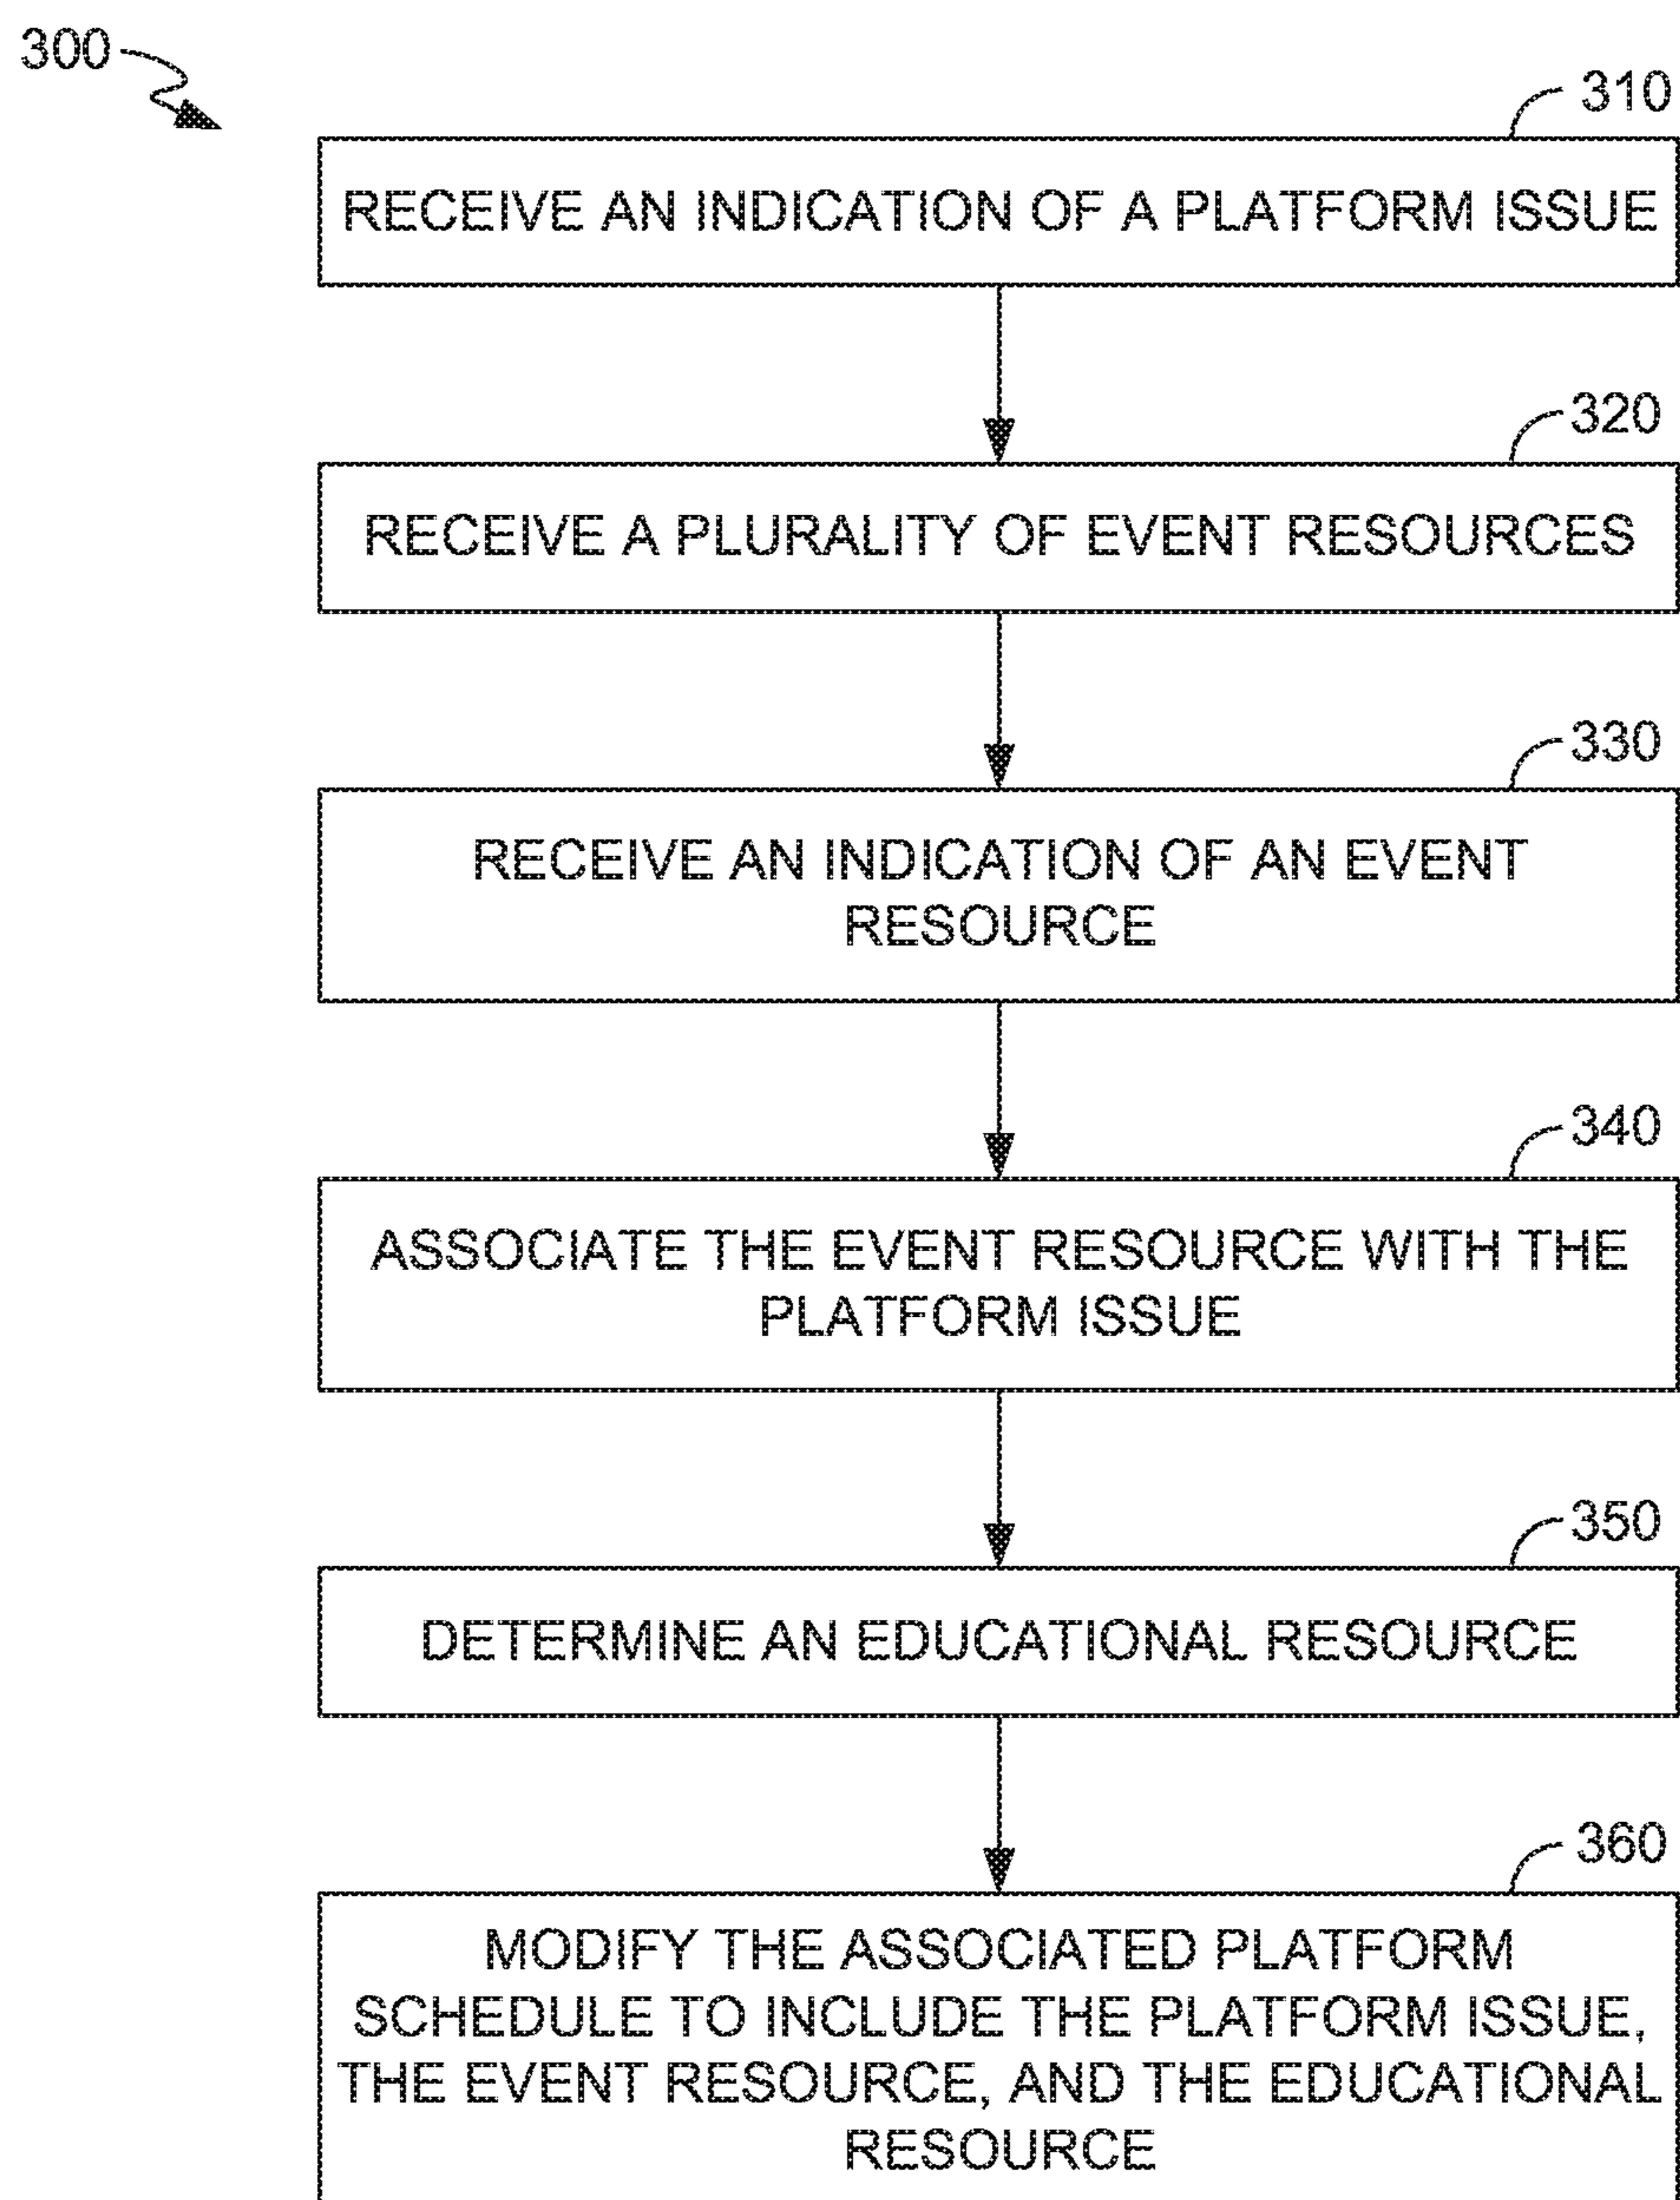 300
310
RECEIVE AN INDICATION OF A PLATFORM ISSUE
320
RECEIVE A PLURALITY OF EVENT RESOURCES
330
RECEIVE AN INDICATION OF AN EVENT
RESOURCE
340
ASSOCIATE THE EVENT RESOURCE WITH THE
PLATFORM ISSUE
350
DETERMINE AN EDUCATIONAL RESOURCE
360
MODIFY THE ASSOCIATED PLATFORM
SCHEDULE TO INCLUDE THE PLATFORM ISSUE,
THE EVENT RESOURCE, AND THE EDUCATIONAL
RESOURCE